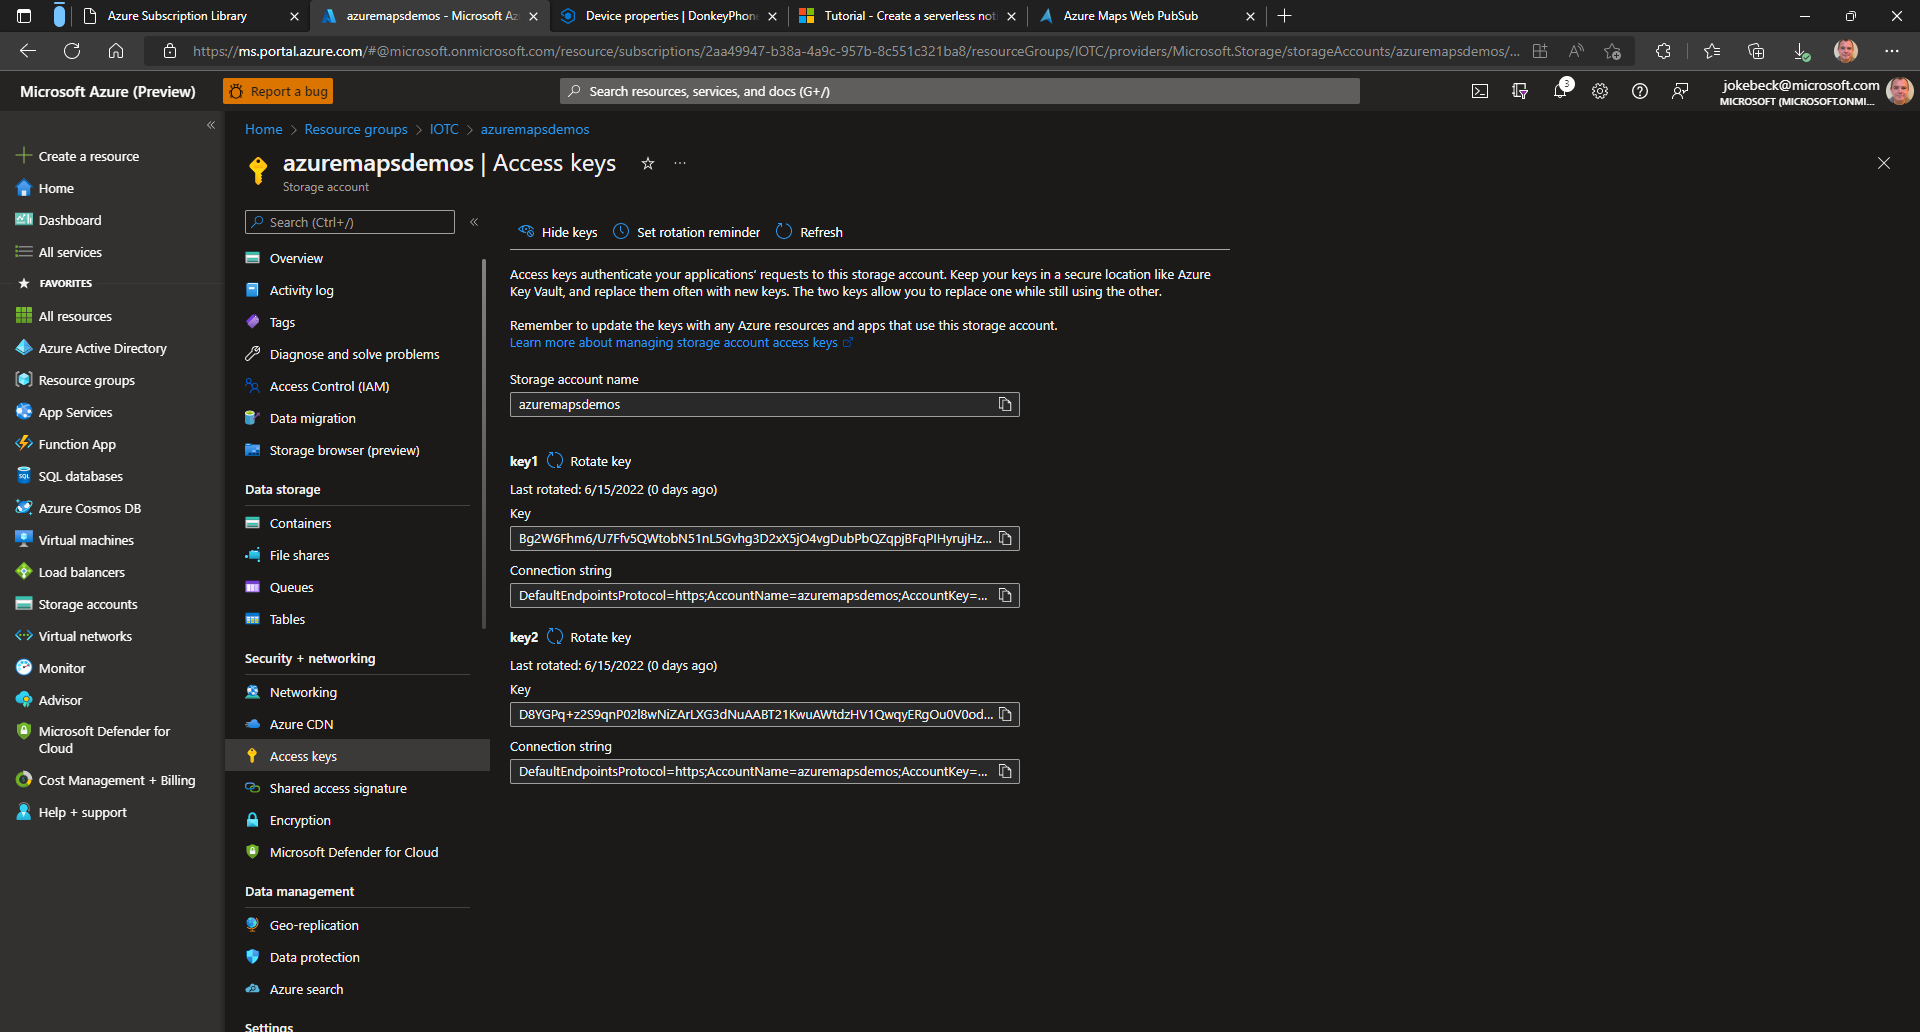 Azure Subscription Library
azuremapsdemos - Microsoft Az
Device properties | DonkeyPhon
Tutorial - Create a serverless not
Azure Maps Web PubSub
https://ms.portal.azure.com/#@microsoft.onmicrosoft.com/resource/subscriptions/2aa49947-b38a-4a9c-957b-8c551c321ba8/resourceGroups/IOTC/providers/Microsoft.Storage/storageAccounts/azuremapsdemos/...
Microsoft Azure (Preview)
Report a bug
Search resources, services, and docs (G+/)
3
jokebeck@microsoft.com
MICROSOFT (MICROSOFT.ONMI...
Create a resource
Home
Dashboard
All services
FAVORITES
All resources
Azure Active Directory
Resource groups
App Services
Function App
SQL databases
Azure Cosmos DB
Virtual machines
Load balancers
Storage accounts
Virtual networks
Monitor
Advisor
Microsoft Defender for
Cloud
Cost Management + Billing
Help + support
Home > Resource groups > IOTC > azuremapsdemos
azuremapsdemos | Access keys
Storage account
Search (Ctrl+/)
Overview
Activity log
Tags
Diagnose and solve problems
Access Control (IAM)
Data migration
Storage browser (preview)
Data storage
Containers
File shares
Queues
Tables
Security + networking
Networking
Azure CDN
Access keys
Shared access signature
Encryption
Microsoft Defender for Cloud
Data management
Geo-replication
Data protection
Azure search
Settings
Hide keys
Set rotation reminder
Refresh
Access keys authenticate your applications' requests to this storage account. Keep your keys in a secure location like Azure
Key Vault, and replace them often with new keys. The two keys allow you to replace one while still using the other.
Remember to update the keys with any Azure resources and apps that use this storage account.
Learn more about managing storage account access keys
Storage account name
azuremapsdemos
key1
Rotate key
Last rotated: 6/15/2022 (0 days ago)
Key
Bg2W6Fhm6/U7Ffv5QWtobN51nL5Gvhg3D2xX5jO4vgDubPbQZqpjBFqPIHyrujHz...
Connection string
DefaultEndpointsProtocol=https;AccountName=azuremapsdemos;AccountKey=...
key2
Rotate key
Last rotated: 6/15/2022 (0 days ago)
Key
D8YGPq+z2S9qnP02l8wNiZArLXG3dNuAABT21KwuAWtdzHV1QwqyERgOu0V0od...
Connection string
DefaultEndpointsProtocol=https;AccountName=azuremapsdemos;AccountKey=...